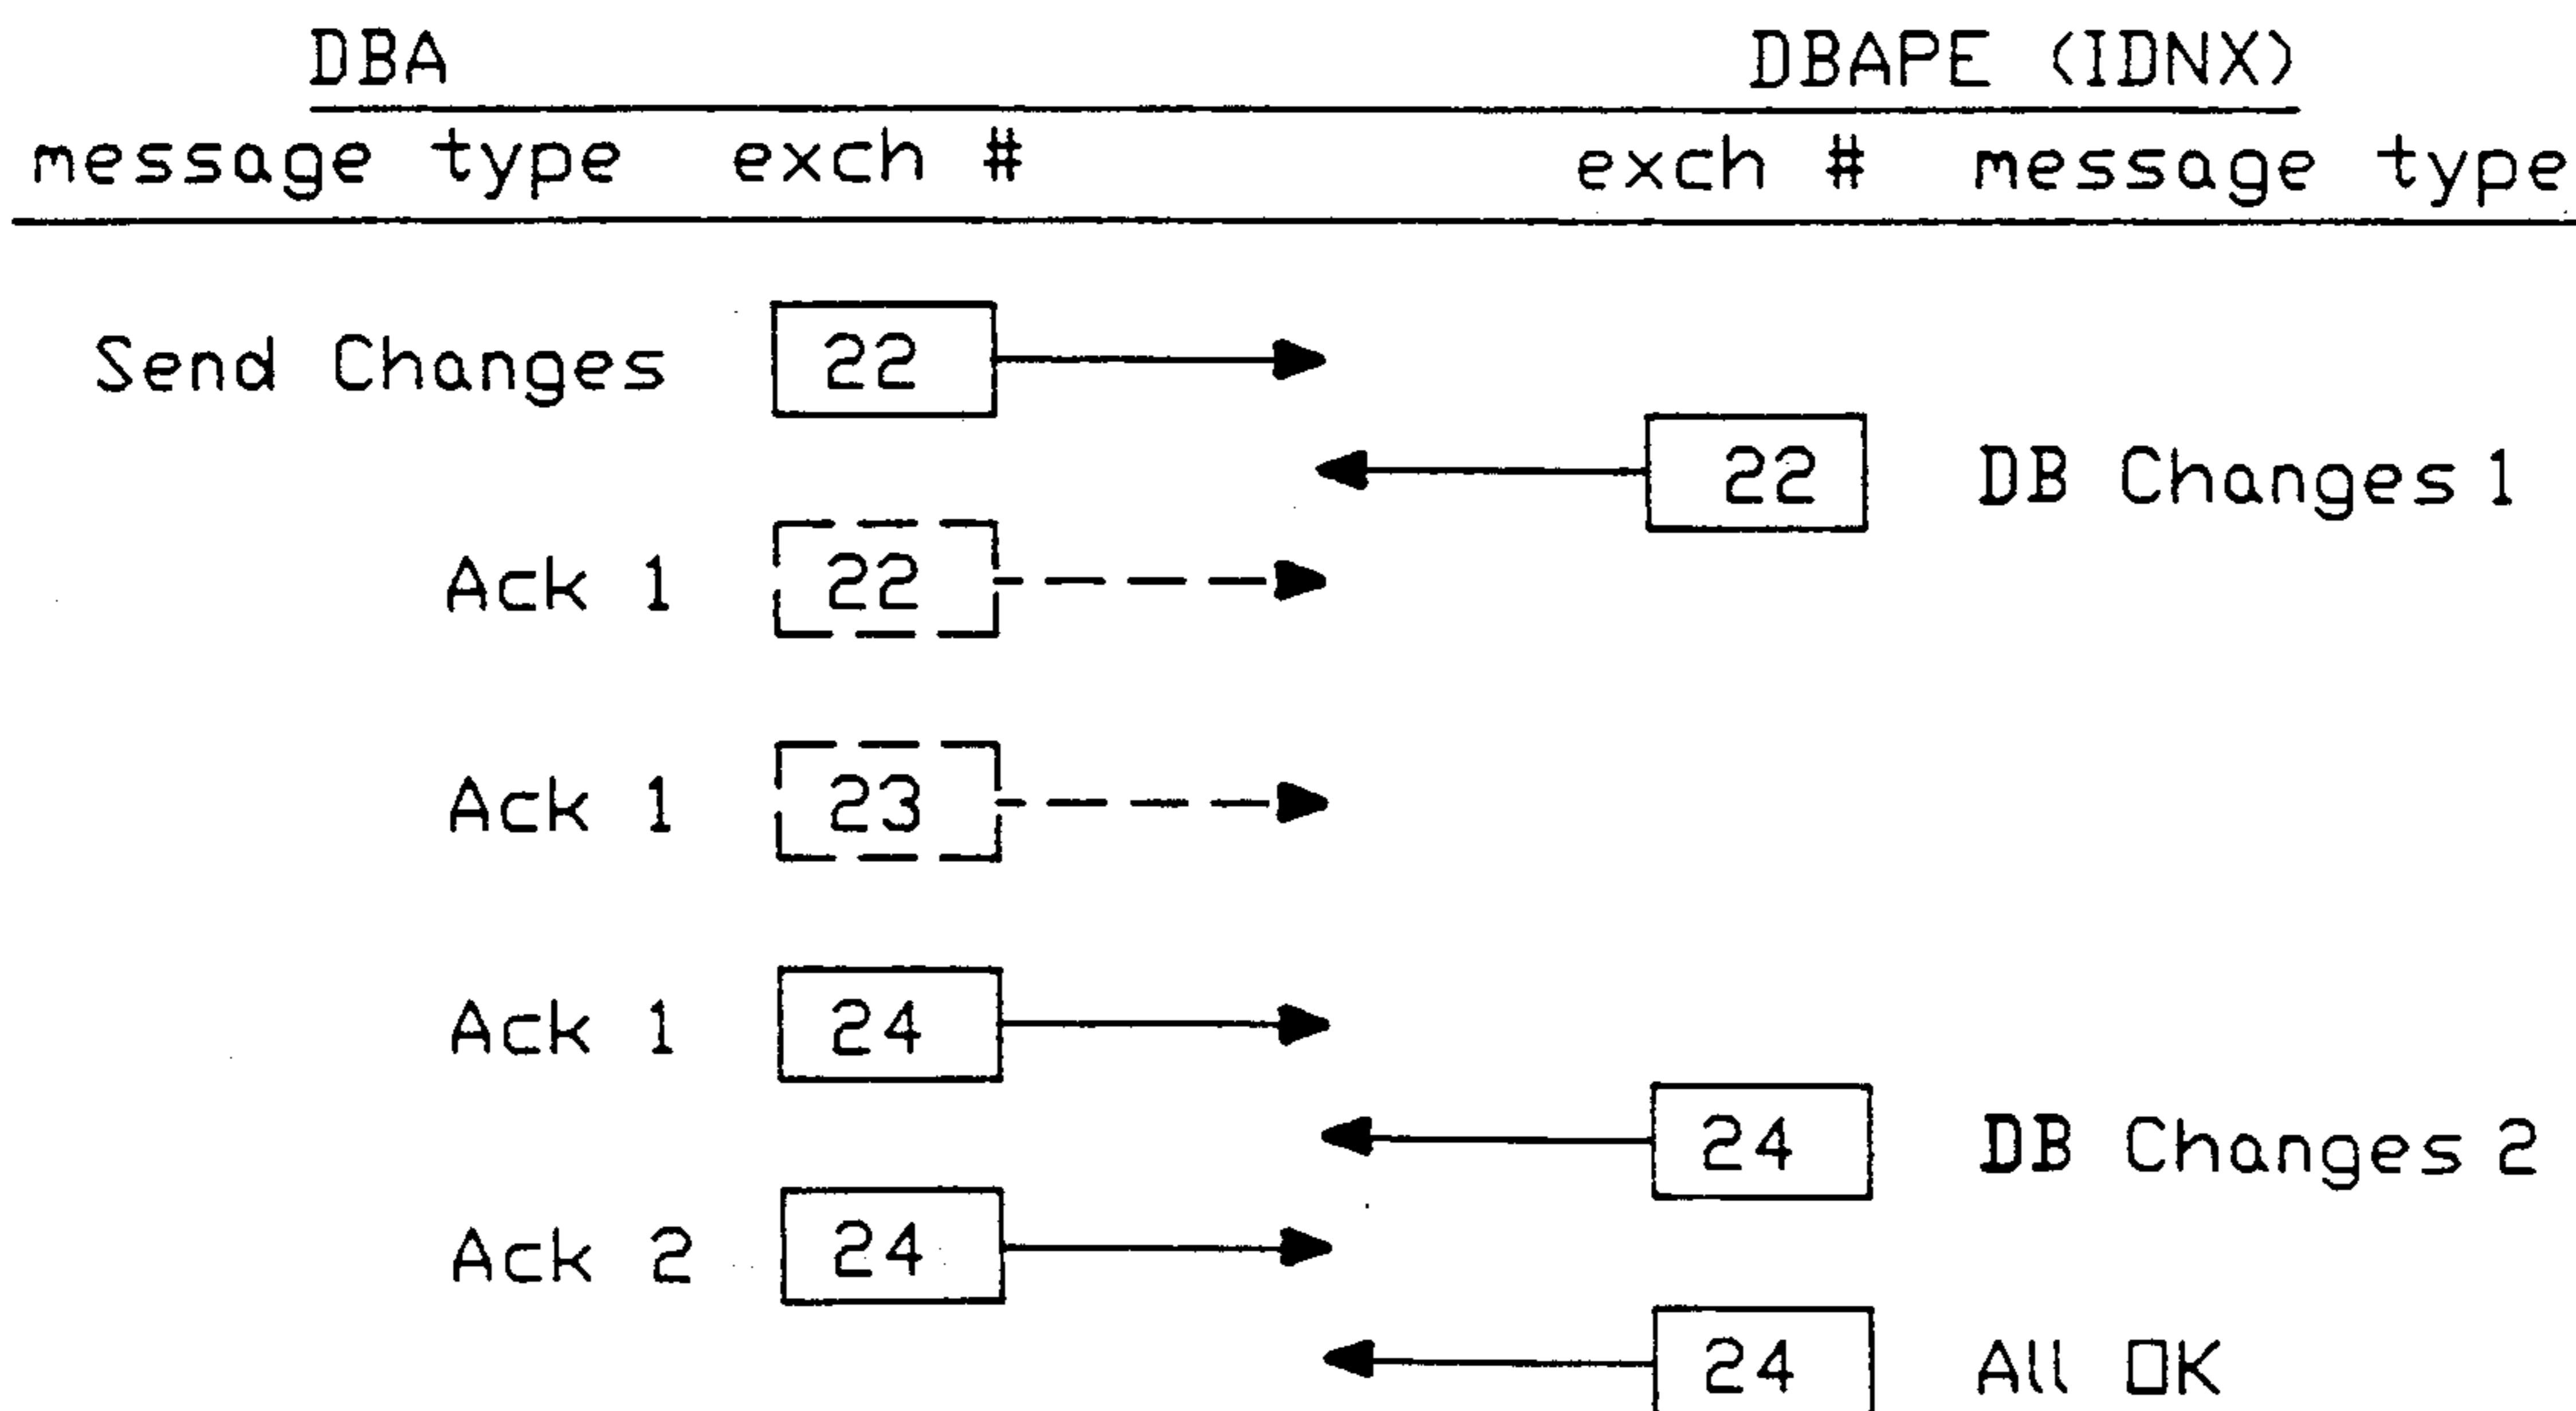 DBA DBAPE (IDNX)
message type exch # exch # message type
Send Changes 22
22 DB Changes 1
Ack 1 22
Ack 1 23
Ack 1 24
24 DB Changes 2
Ack 2 24
24 All OK